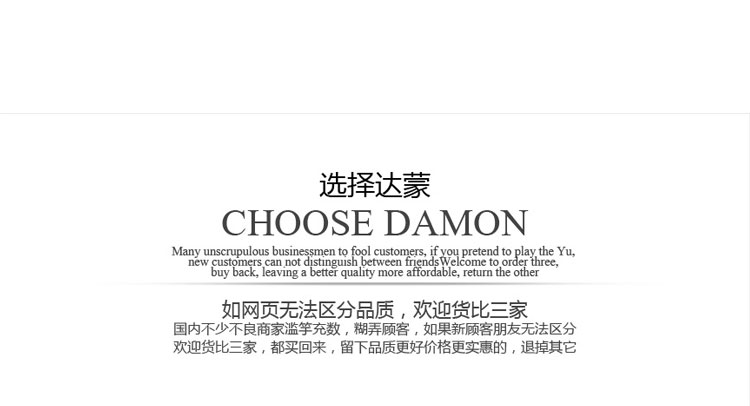 选择达蒙
CHOOSE DAMON
Many unscrupulous businessmen to fool customers, if you pretend to play the Yu,
new customers can not distinguish between friendsWelcome to order three,
buy back, leaving a better quality more affordable, return the other
如网页无法区分品质，欢迎货比三家
国内不少不良商家滥竽充数，糊弄顾客，如果新顾客朋友无法区分
欢迎货比三家，都买回来，留下品质更好价格更实惠的，退掉其它